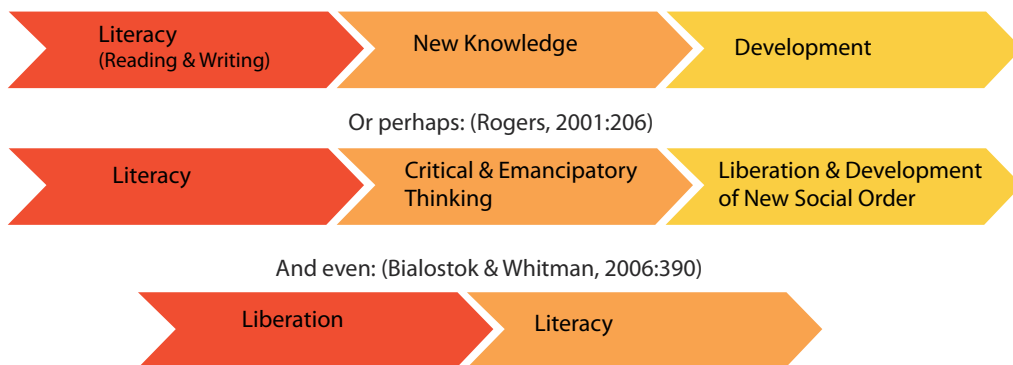 Literacy
(Reading & Writing)
New Knowledge
Development
Or perhaps: (Rogers, 2001:206)
Literacy
Critical & Emancipatory
Thinking
Liberation & Development
of New Social Order
And even: (Bialostok & Whitman, 2006:390)
Liberation
Literacy